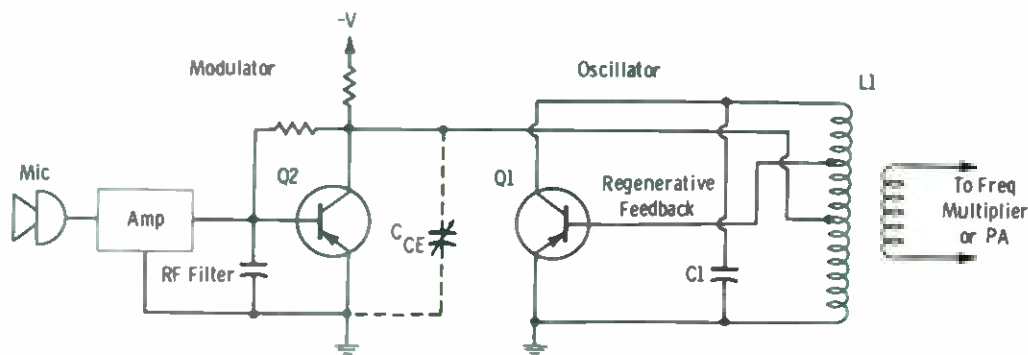 -V
Modulator
Oscillator
L1
Mic
Q2
Q1
Regenerative
Feedback
To Freq
Multiplier
or PA
Amp
C CE
RF Filter
C1